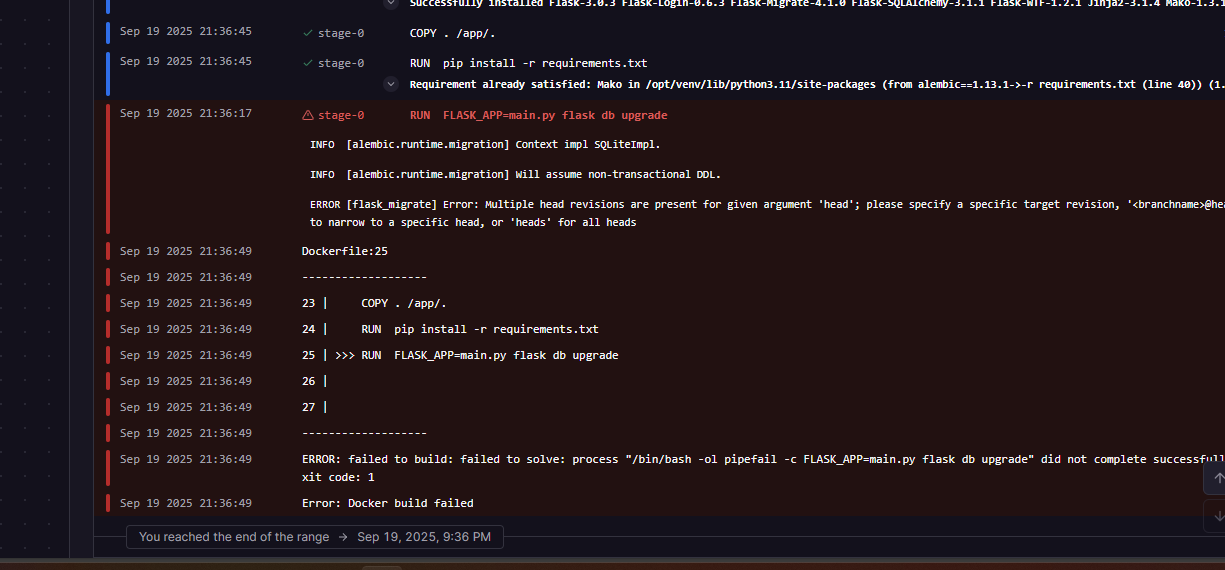 Successfully installed Flask-3.0.3 Flask-Login-0.6.3 Flask-Migrate-4.1.0 Flask-SQLAlchemy-3.1.1 Flask-WTF-1.2.1 Jinja2-3.1.4 Mako-1.3.1
Sep 19 2025 21:36:45 stage-0 COPY . /app/.
Sep 19 2025 21:36:45 stage-0 RUN pip install -r requirements.txt
Requirement already satisfied: Mako in /opt/venv/lib/python3.11/site-packages (from alembic==1.13.1->-r requirements.txt (line 40)) (1.
Sep 19 2025 21:36:17 stage-0 RUN FLASK_APP=main.py flask db upgrade
INFO [alembic.runtime.migration] Context impl SQLiteImpl.
INFO [alembic.runtime.migration] Will assume non-transactional DDL.
ERROR [flask_migrate] Error: Multiple head revisions are present for given argument 'head'; please specify a specific target revision, '<branchname>@hea
to narrow to a specific head, or 'heads' for all heads
Sep 19 2025 21:36:49 Dockerfile:25
Sep 19 2025 21:36:49 -------------------
Sep 19 2025 21:36:49 23 | COPY . /app/.
Sep 19 2025 21:36:49 24 | RUN pip install -r requirements.txt
Sep 19 2025 21:36:49 25 | >>> RUN FLASK_APP=main.py flask db upgrade
Sep 19 2025 21:36:49 26 |
Sep 19 2025 21:36:49 27 |
Sep 19 2025 21:36:49 -------------------
Sep 19 2025 21:36:49 ERROR: failed to build: failed to solve: process "/bin/bash -ol pipefail -c FLASK_APP=main.py flask db upgrade" did not complete successfull
xit code: 1
Sep 19 2025 21:36:49 Error: Docker build failed
You reached the end of the range → Sep 19, 2025, 9:36 PM